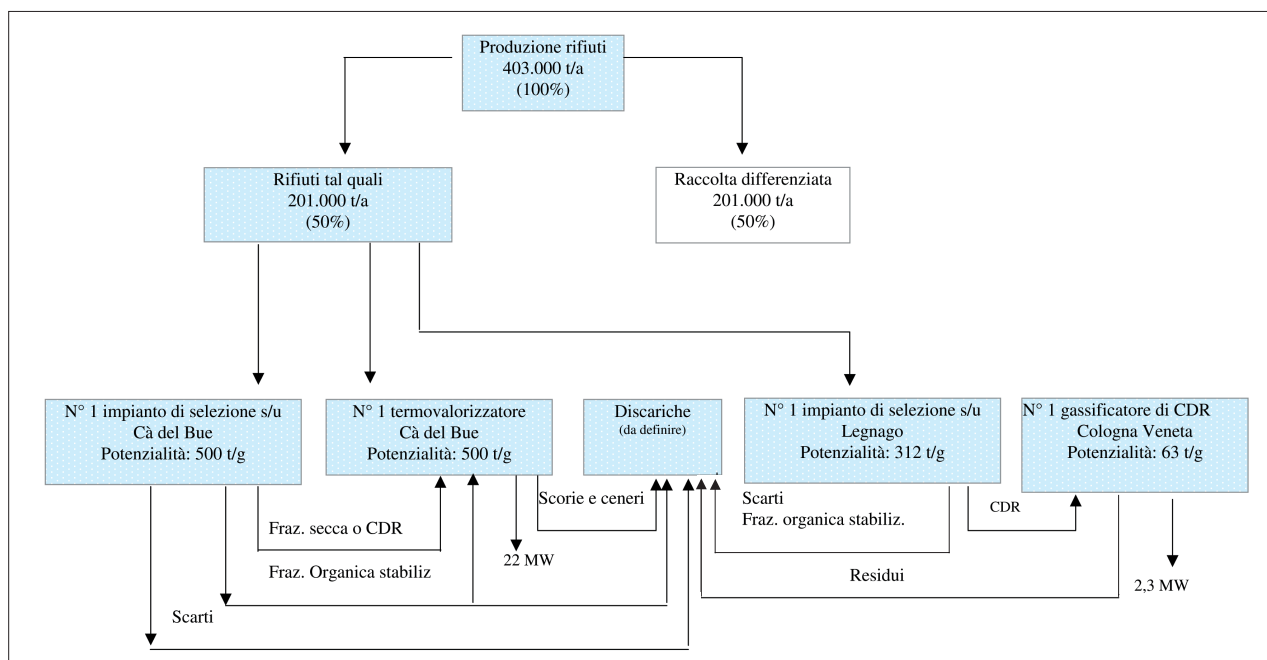 Produzione rifiuti
403.000 t/a
(100%)
Rifiuti tal quali
201.000 t/a
(50%)
Raccolta differenziata
201.000 t/a
(50%)
N° 1 impianto di selezione s/u
Cà del Bue
Potenzialità: 500 t/g
N° 1 termovalorizzatore
Cà del Bue
Potenzialità: 500 t/g
Discariche
(da definire)
N° 1 impianto di selezione s/u
Legnago
Potenzialità: 312 t/g
N° 1 gassificatore di CDR
Cologna Veneta
Potenzialità: 63 t/g
Fraz. secca o CDR
Fraz. Organica stabiliz
Scarti
22 MW
Scorie e ceneri
Scarti
Fraz. organica stabiliz.
CDR
Residui
2,3 MW